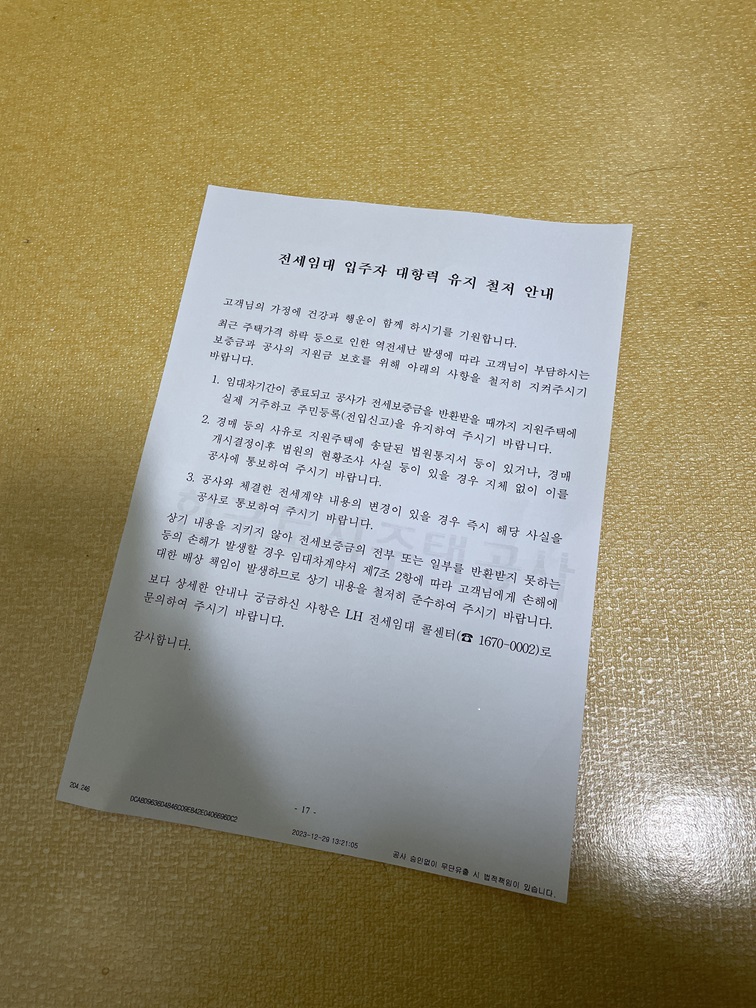 전세임대 입주자 대항력 유지 철저 안내
고객님의 가정에 건강과 행운이 함께 하시기를 기원합니다.
최근 주택가격 하락 등으로 인한 역전세난 발생에 따라 고객님이 부담하시는
보증금과 공사의 지원금 보호를 위해 아래의 사항을 철저히 지켜주시기
바랍니다.
1. 임대차기간이 종료되고 공사가 전세보증금을 반환받을 때까지 지원주택에
실제 거주하고 주민등록(전입신고)을 유지하여 주시기 바랍니다.
2. 경매 등의 사유로 지원주택에 송달된 법원통지서 등이 있거나, 경매
개시결정이후 법원의 현황조사 사실 등이 있을 경우 지체 없이 이를
공사에 통보하여 주시기 바랍니다.
3. 공사와 체결한 전세계약 내용의 변경이 있을 경우 즉시 해당 사실을
공사로 통보하여 주시기 바랍니다.
상기 내용을 지키지 않아 전세보증금의 전부 또는 일부를 반환받지 못하는
등의 손해가 발생할 경우 임대차계약서 제7조 2항에 따라 고객님에게 손해에
대한 배상 책임이 발생하므로 상기 내용을 철저히 준수하여 주시기 바랍니다.
보다 상세한 안내나 궁금하신 사항은 LH 전세임대 콜센터(☎ 1670-0002)로
문의하여 주시기 바랍니다.
감사합니다.
- 17 -
204.246
2023-12-29 13:21:05
공사 승인없이 무단유출 시 법적책임이 있습니다.